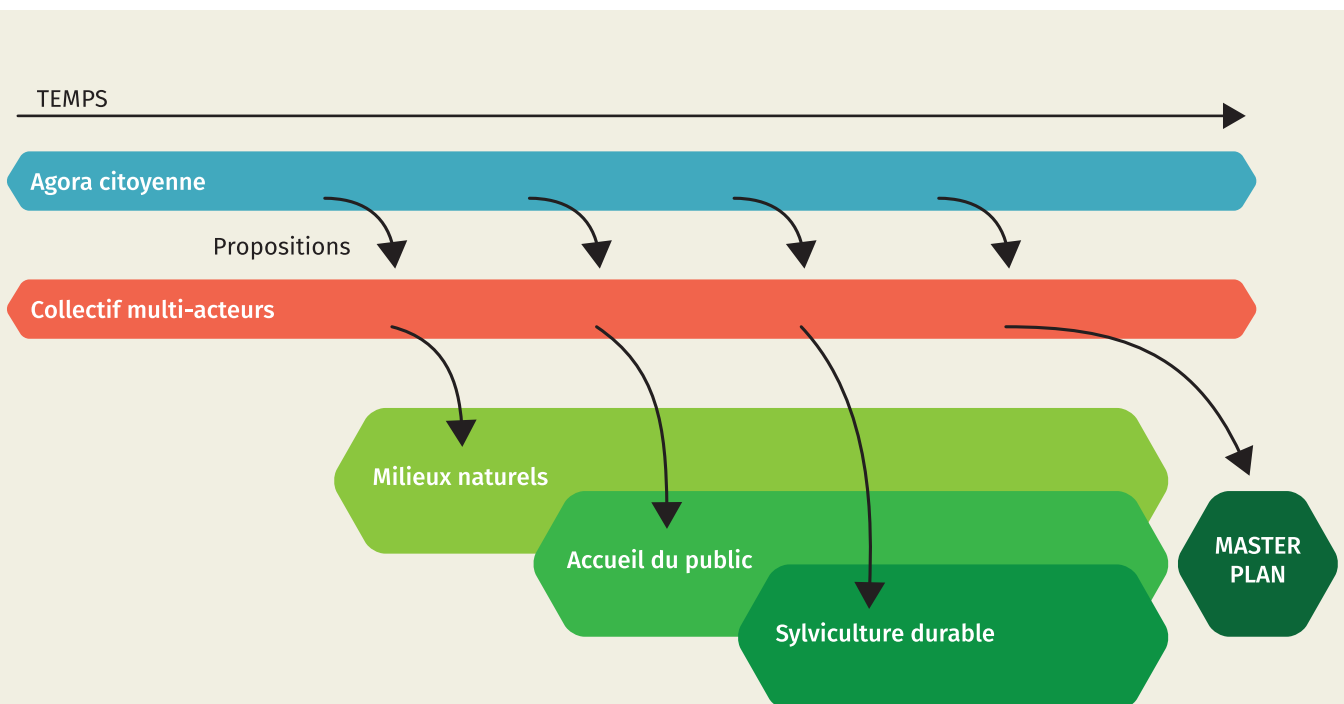 TEMPS
Agora citoyenne
Propositions
Collectif multi-acteurs
Milieux naturels
Accueil du public
Sylviculture durable
MASTER
PLAN